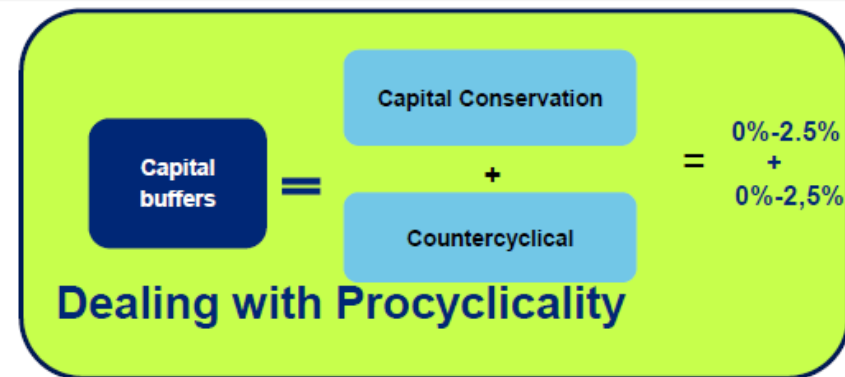 Capital
buffers
=
Capital Conservation
+
Countercyclical
=
0%-2.5%
+
0%-2,5%
Dealing with Procyclicality